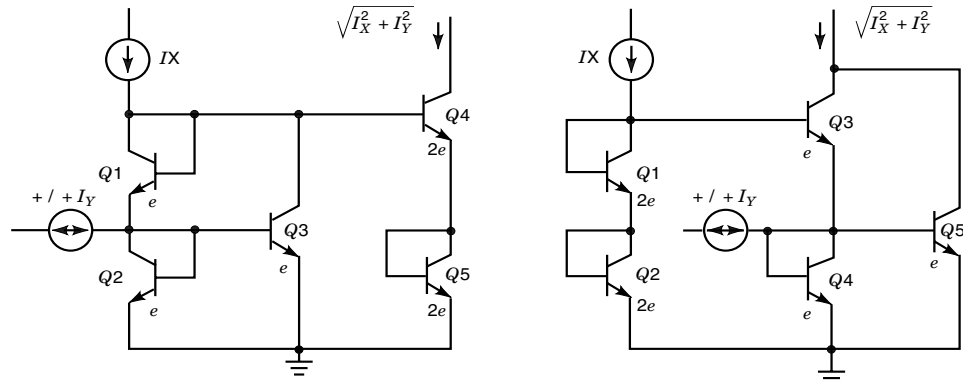 √(I_X^2 + I_Y^2)
IX
Q4
2e
Q1
e
+ / + I_Y
Q3
e
Q2
e
Q5
2e
√(I_X^2 + I_Y^2)
IX
Q3
e
Q1
2e
+ / + I_Y
Q5
e
Q2
2e
Q4
e